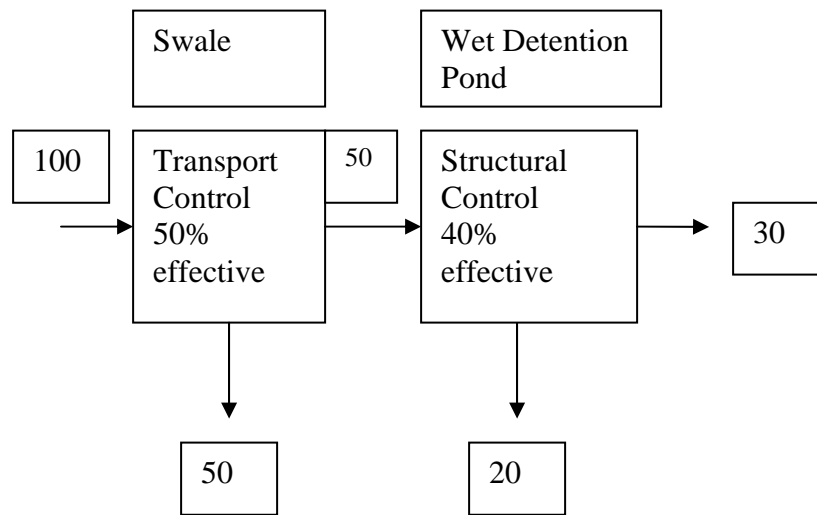 Swale
Wet Detention
Pond
100
Transport
Control
50%
effective
50
Structural
Control
40%
effective
30
50
20